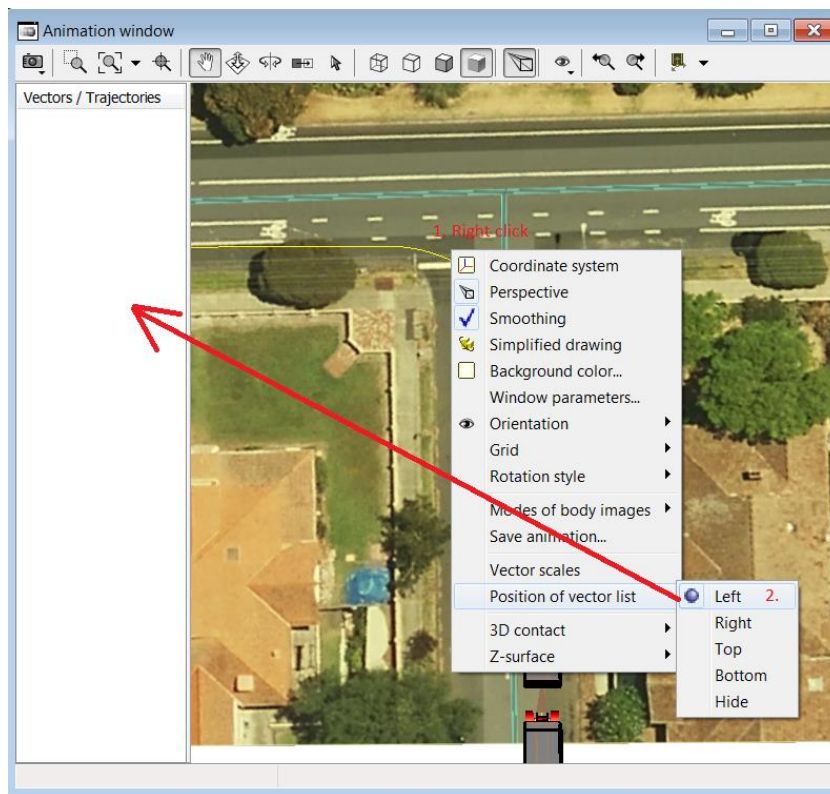 Animation window
Vectors / Trajectories
1. Right click
Coordinate system
Perspective
Smoothing
Simplified drawing
Background color...
Window parameters...
Orientation
Grid
Rotation style
Modes of body images
Save animation...
Vector scales
Position of vector list
Left 2.
Right
3D contact
Top
Z-surface
Bottom
Hide